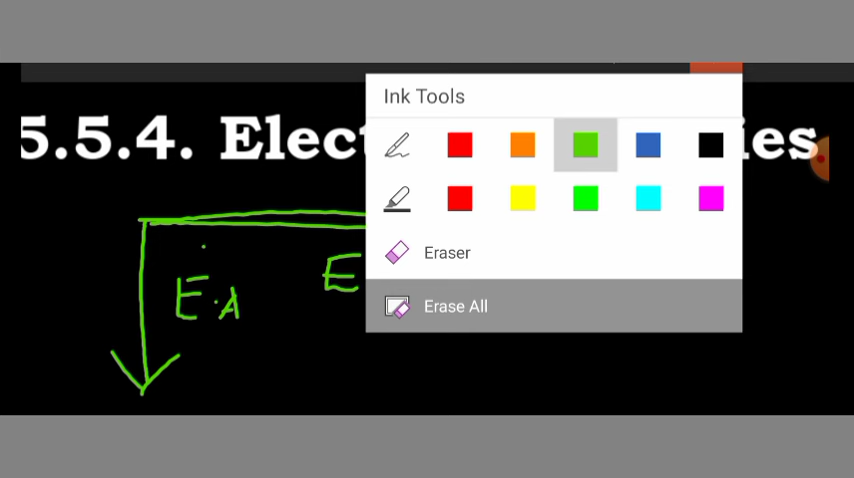 Ink Tools
5.5.4. Elect ies
Eraser
E.A E
Erase All